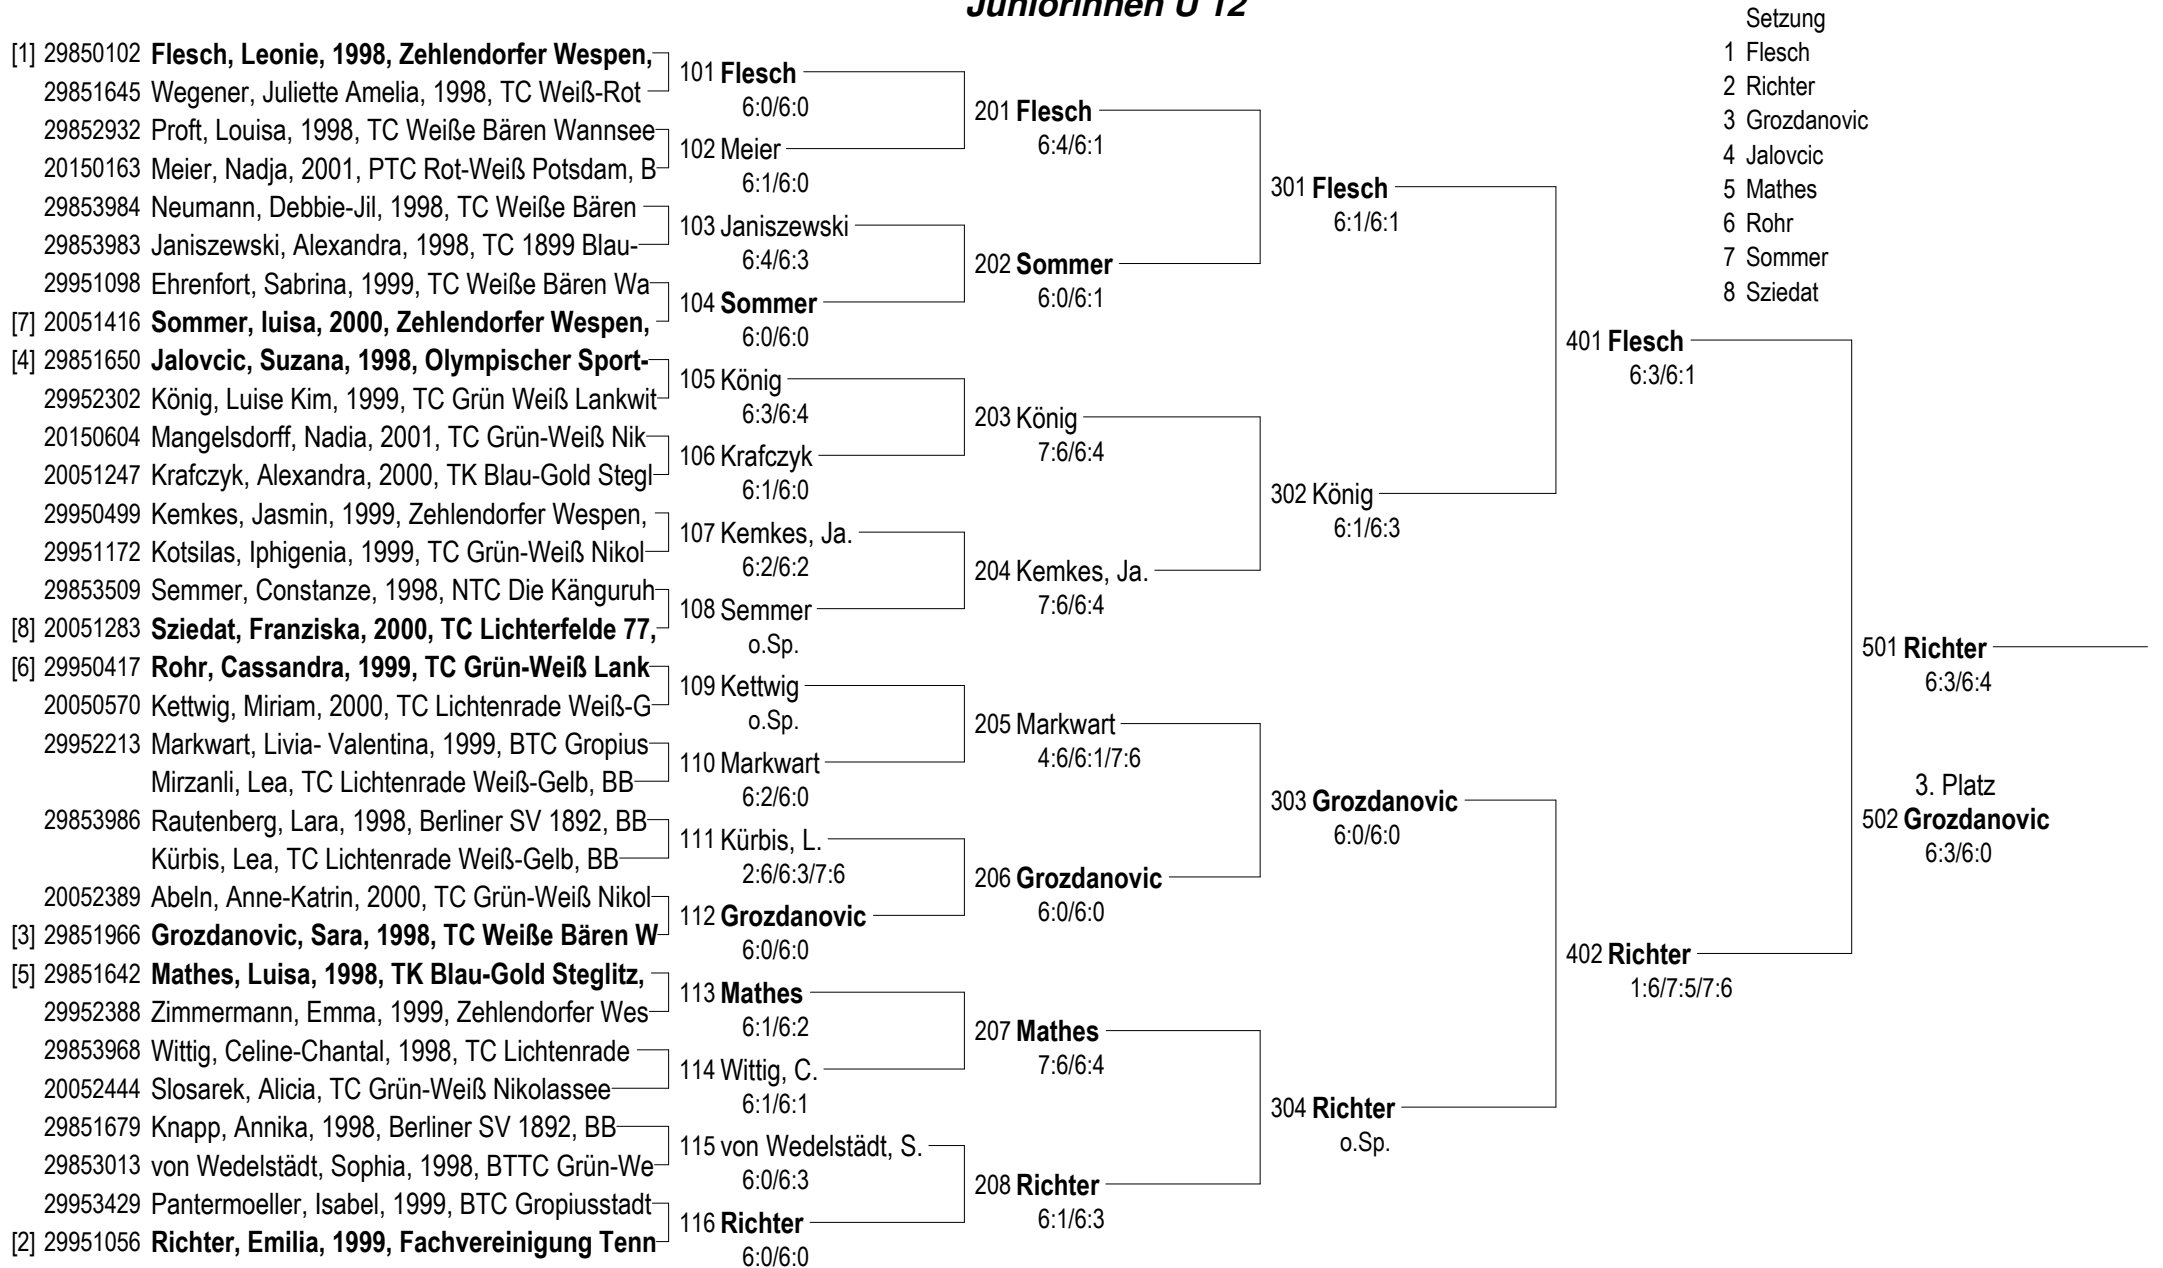 Juniorinnen U 12
Setzung
1 Flesch
2 Richter
3 Grozdanovic
4 Jalovcic
5 Mathes
6 Rohr
7 Sommer
8 Sziedat
[1] 29850102 Flesch, Leonie, 1998, Zehlendorfer Wespen,
29851645 Wegener, Juliette Amelia, 1998, TC Weiß-Rot
29852932 Proft, Louisa, 1998, TC Weiße Bären Wannsee
20150163 Meier, Nadja, 2001, PTC Rot-Weiß Potsdam, B
29853984 Neumann, Debbie-Jil, 1998, TC Weiße Bären
29853983 Janiszewski, Alexandra, 1998, TC 1899 Blau-
29951098 Ehrenfort, Sabrina, 1999, TC Weiße Bären Wa
[7] 20051416 Sommer, luisa, 2000, Zehlendorfer Wespen,
[4] 29851650 Jalovcic, Suzana, 1998, Olympischer Sport-
29952302 König, Luise Kim, 1999, TC Grün Weiß Lankwit
20150604 Mangelsdorff, Nadia, 2001, TC Grün-Weiß Nik
20051247 Krafczyk, Alexandra, 2000, TK Blau-Gold Stegl
29950499 Kemkes, Jasmin, 1999, Zehlendorfer Wespen,
29951172 Kotsilas, Iphigenia, 1999, TC Grün-Weiß Nikol
29853509 Semmer, Constanze, 1998, NTC Die Känguruh
[8] 20051283 Sziedat, Franziska, 2000, TC Lichterfelde 77,
[6] 29950417 Rohr, Cassandra, 1999, TC Grün-Weiß Lank
20050570 Kettwig, Miriam, 2000, TC Lichtenrade Weiß-G
29952213 Markwart, Livia- Valentina, 1999, BTC Gropius
Mirzanli, Lea, TC Lichtenrade Weiß-Gelb, BB
29853986 Rautenberg, Lara, 1998, Berliner SV 1892, BB
Kürbis, Lea, TC Lichtenrade Weiß-Gelb, BB
20052389 Abeln, Anne-Katrin, 2000, TC Grün-Weiß Nikol
[3] 29851966 Grozdanovic, Sara, 1998, TC Weiße Bären W
[5] 29851642 Mathes, Luisa, 1998, TK Blau-Gold Steglitz,
29952388 Zimmermann, Emma, 1999, Zehlendorfer Wes
29853968 Wittig, Celine-Chantal, 1998, TC Lichtenrade
20052444 Slosarek, Alicia, TC Grün-Weiß Nikolassee
29851679 Knapp, Annika, 1998, Berliner SV 1892, BB
29853013 von Wedelstädt, Sophia, 1998, BTTC Grün-We
29953429 Pantermoeller, Isabel, 1999, BTC Gropiusstadt
[2] 29951056 Richter, Emilia, 1999, Fachvereinigung Tenn
101 Flesch
6:0/6:0
102 Meier
6:1/6:0
103 Janiszewski
6:4/6:3
104 Sommer
6:0/6:0
105 König
6:3/6:4
106 Krafczyk
6:1/6:0
107 Kemkes, Ja.
6:2/6:2
108 Semmer
o.Sp.
109 Kettwig
o.Sp.
110 Markwart
6:2/6:0
111 Kürbis, L.
2:6/6:3/7:6
112 Grozdanovic
6:0/6:0
113 Mathes
6:1/6:2
114 Wittig, C.
6:1/6:1
115 von Wedelstädt, S.
6:0/6:3
116 Richter
6:0/6:0
201 Flesch
6:4/6:1
202 Sommer
6:0/6:1
203 König
7:6/6:4
204 Kemkes, Ja.
7:6/6:4
205 Markwart
4:6/6:1/7:6
206 Grozdanovic
6:0/6:0
207 Mathes
7:6/6:4
208 Richter
6:1/6:3
301 Flesch
6:1/6:1
302 König
6:1/6:3
303 Grozdanovic
6:0/6:0
304 Richter
o.Sp.
401 Flesch
6:3/6:1
402 Richter
1:6/7:5/7:6
501 Richter
6:3/6:4
3. Platz
502 Grozdanovic
6:3/6:0